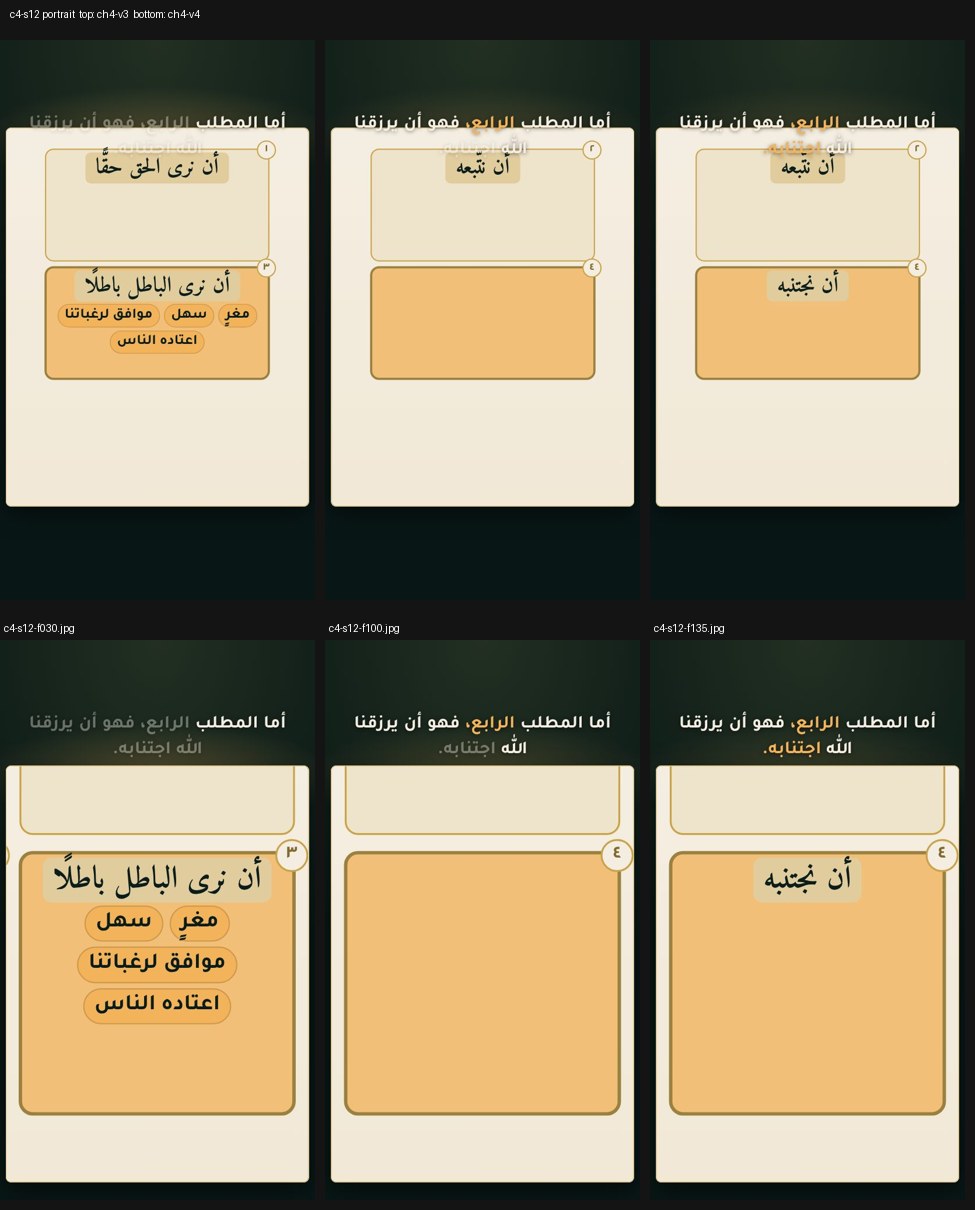 c4-s12 portrait top: ch4-v3 bottom: ch4-v4
أما المطلب الرابع، فهو أن يرزقنا
الله اجتنابه.
١
أن نرى الحق حقًّا
٣
أن نرى الباطل باطلًا
مغرٍ سهل موافق لرغباتنا
اعتاده الناس
أما المطلب الرابع، فهو أن يرزقنا
الله اجتنابه.
٢
أن نتّبعه
٤
أما المطلب الرابع، فهو أن يرزقنا
الله اجتنابه.
٢
أن نتّبعه
٤
أن نجتنبه
c4-s12-f030.jpg
أما المطلب الرابع، فهو أن يرزقنا
الله اجتنابه.
٣
أن نرى الباطل باطلًا
مغرٍ سهل
موافق لرغباتنا
اعتاده الناس
c4-s12-f100.jpg
أما المطلب الرابع، فهو أن يرزقنا
الله اجتنابه.
٤
c4-s12-f135.jpg
أما المطلب الرابع، فهو أن يرزقنا
الله اجتنابه.
٤
أن نجتنبه